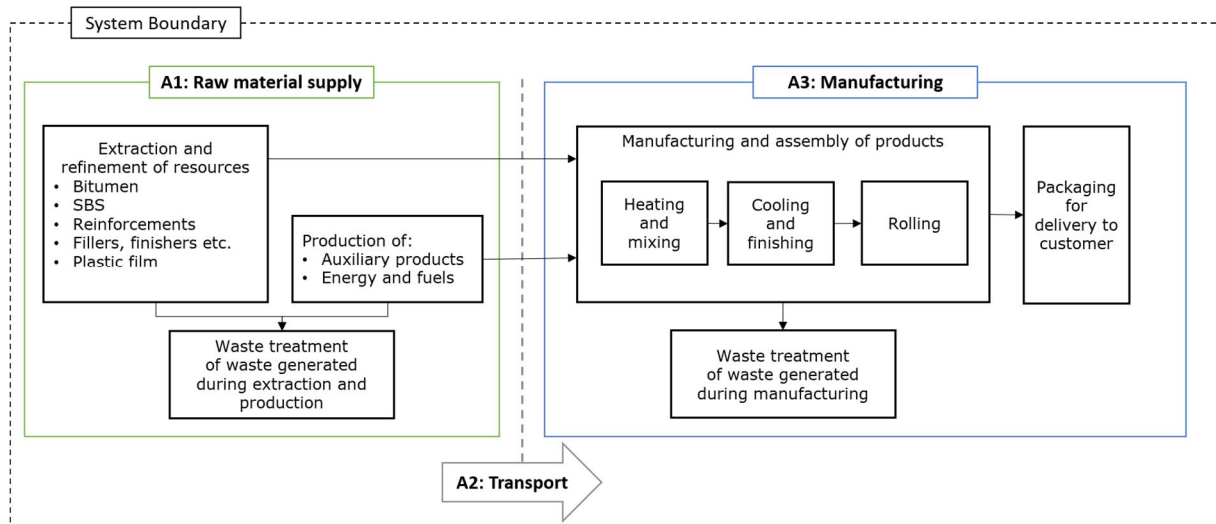 System Boundary
A1: Raw material supply
Extraction and
refinement of resources
• Bitumen
• SBS
• Reinforcements
• Fillers, finishers etc.
• Plastic film
Production of:
• Auxiliary products
• Energy and fuels
Waste treatment
of waste generated
during extraction and
production
A2: Transport
A3: Manufacturing
Manufacturing and assembly of products
Heating
and
mixing
Cooling
and
finishing
Rolling
Packaging
for
delivery to
customer
Waste treatment
of waste generated
during manufacturing